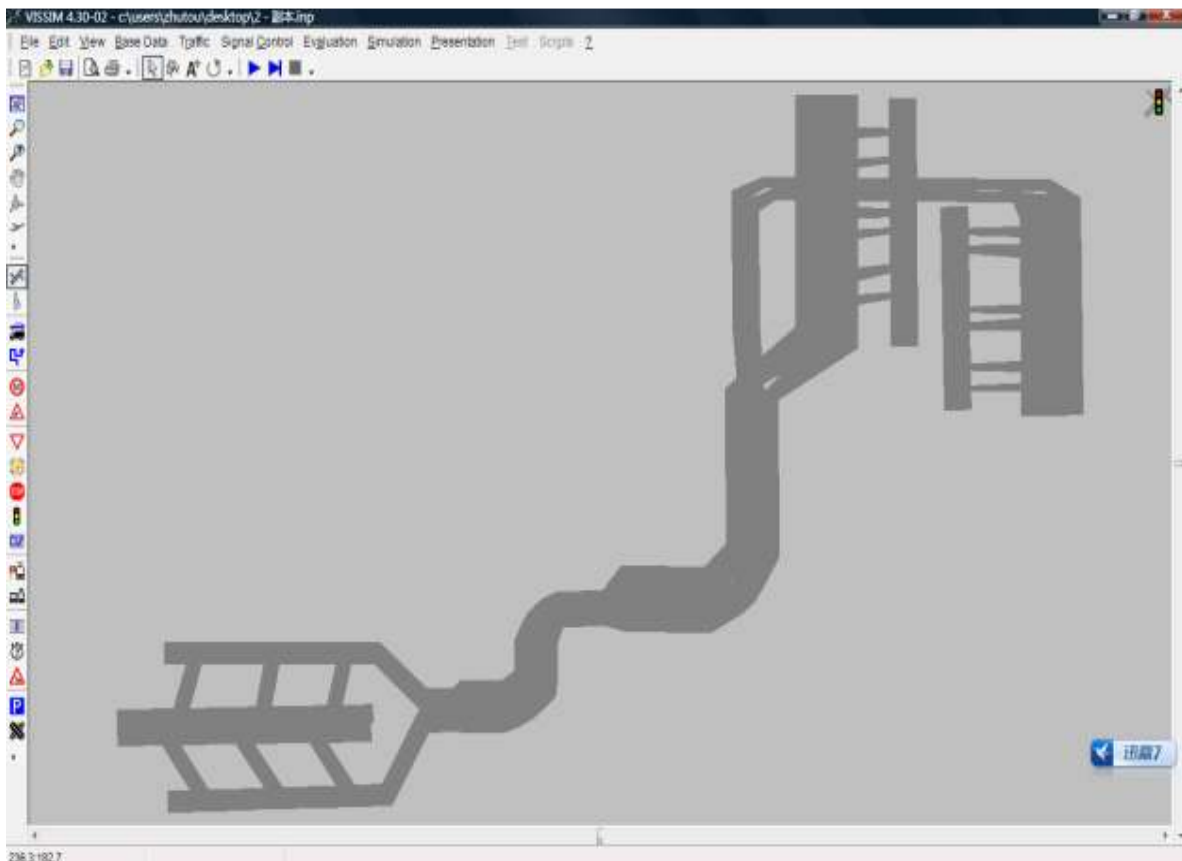 VISSIM 4.30-02 - c:\users\zhutou\desktop\2 - 副本.inp
File Edit View Base Data Traffic Signal Control Evaluation Simulation Presentation Test Scripts ?
P
迅雷7